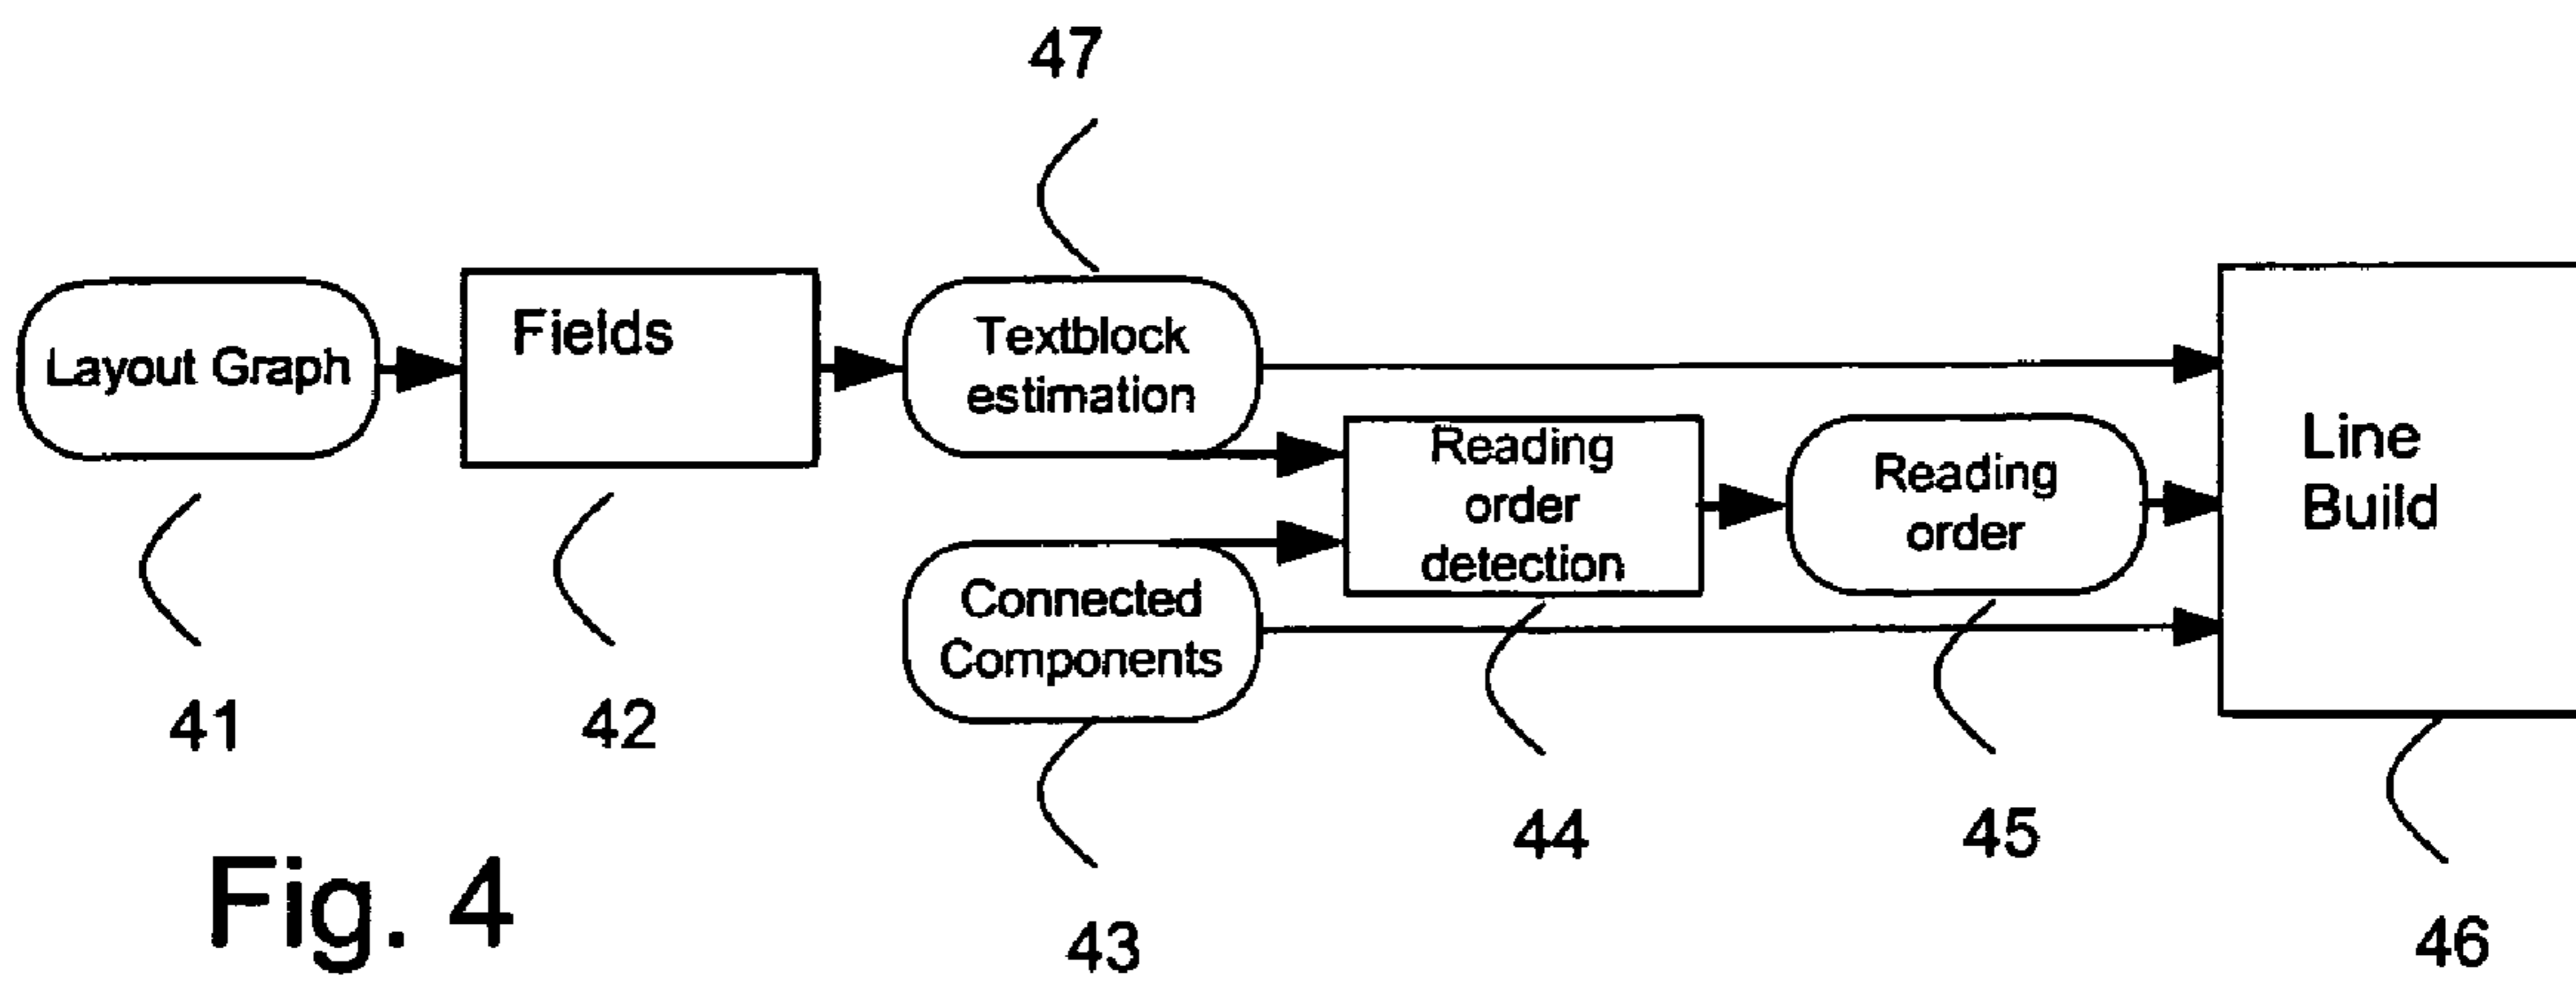 47
Layout Graph
Fields
Textblock
estimation
Reading
order
detection
Reading
order
Line
Build
Connected
Components
41
42
43
44
45
46
Fig. 4